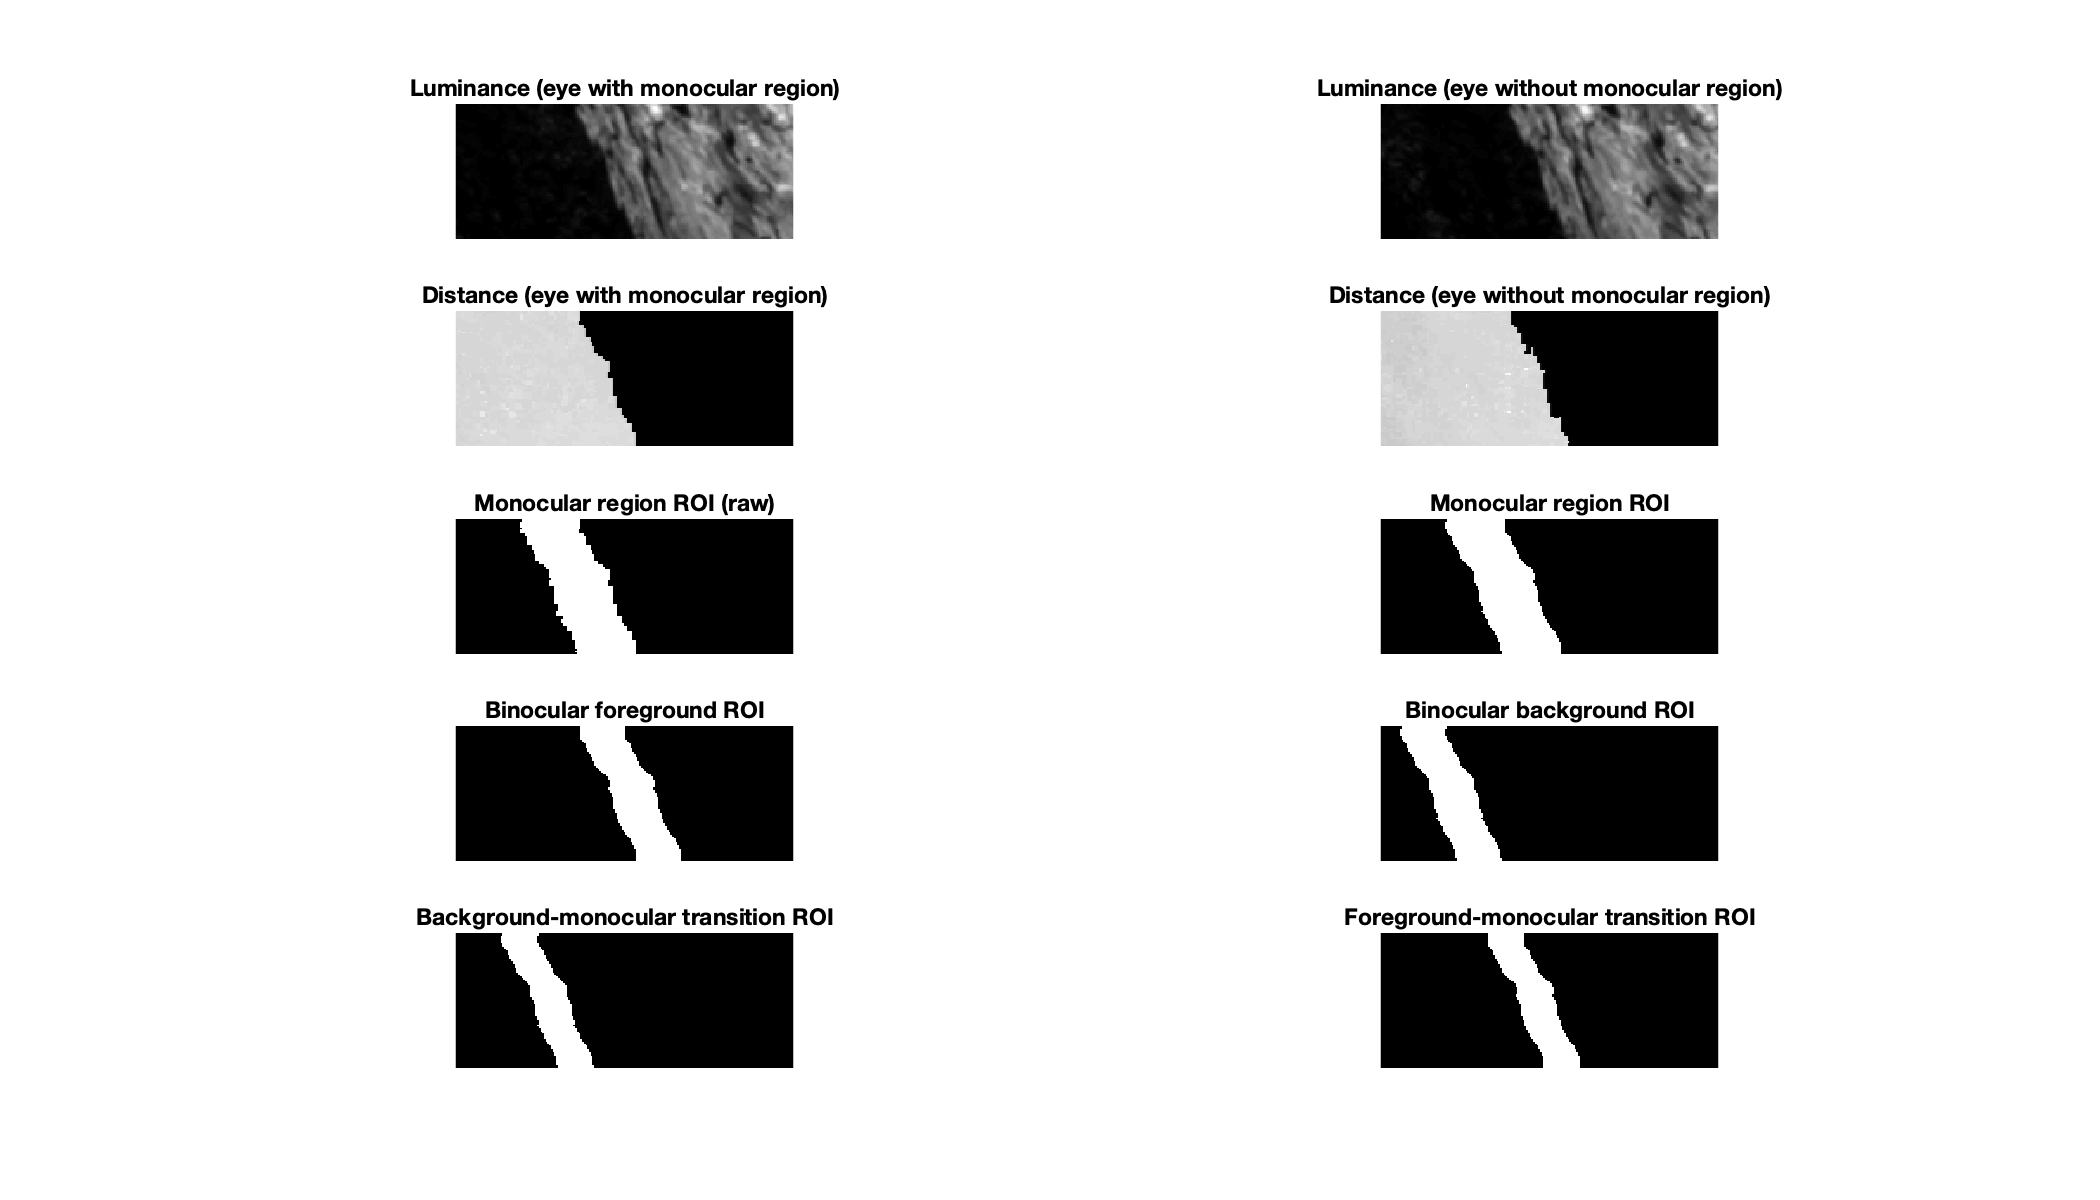 Luminance (eye with monocular region)
Luminance (eye without monocular region)
Distance (eye with monocular region)
Distance (eye without monocular region)
Monocular region ROI (raw)
Monocular region ROI
Binocular foreground ROI
Binocular background ROI
Background-monocular transition ROI
Foreground-monocular transition ROI